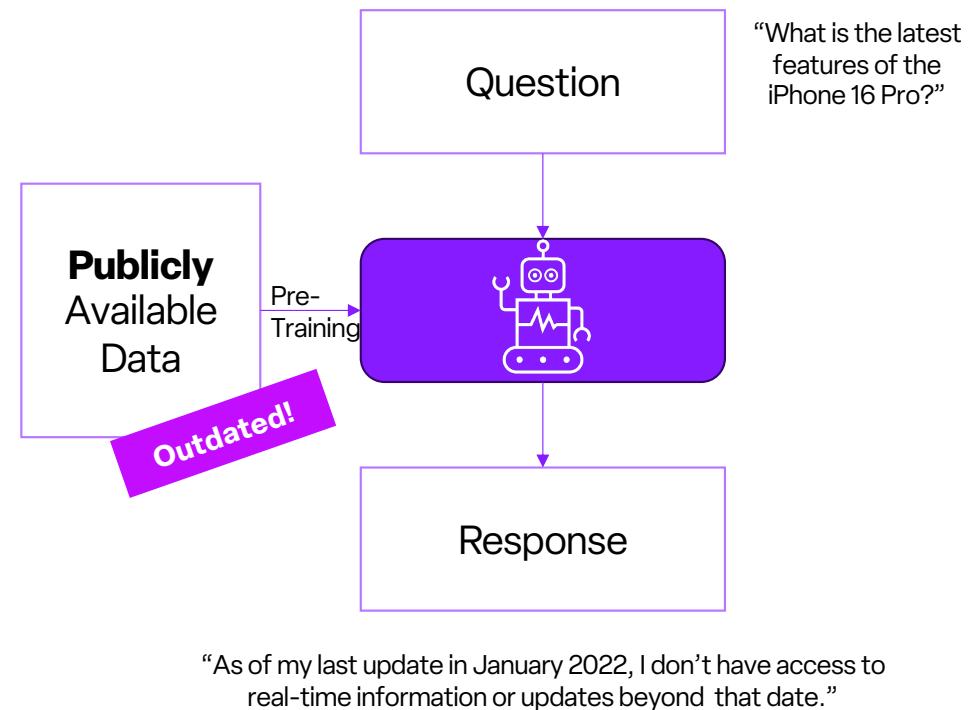 Question
“What is the latest
features of the
iPhone 16 Pro?”
Publicly
Available
Data
Pre-
Training
Outdated!
Response
“As of my last update in January 2022, I don’t have access to
real-time information or updates beyond  that date.”